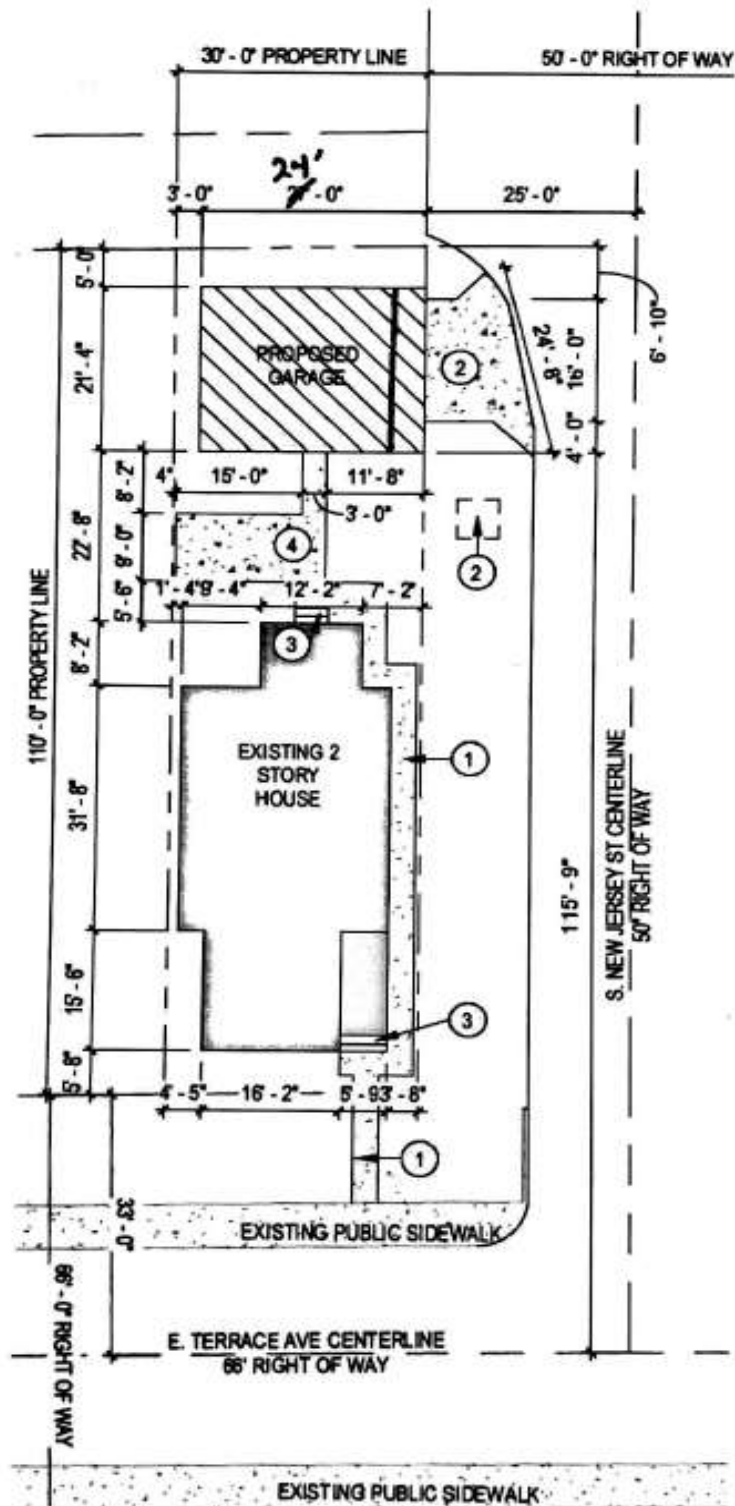 30' - 0" PROPERTY LINE
50' - 0" RIGHT OF WAY
24'
3' - 0"
- 0"
25' - 0"
5' - 0"
6' - 10"
21' - 4"
PROPOSED
GARAGE
2
24' - 8"
16' - 0"
4' - 0"
4"
15' - 0"
11' - 8"
8' - 2"
3' - 0"
22' - 8"
9' - 0"
4
2
5' - 6"
1' - 4"
9' - 4"
12' - 2"
7' - 2"
3
8' - 2"
110' - 0" PROPERTY LINE
EXISTING 2
STORY
HOUSE
1
31' - 8"
S. NEW JERSEY ST CENTERLINE
50" RIGHT OF WAY
115' - 9"
15' - 6"
3
5' - 8"
4' - 5"
16' - 2"
5' - 9
3' - 8"
1
33' - 0"
EXISTING PUBLIC SIDEWALK
66' - 0" RIGHT OF WAY
E. TERRACE AVE CENTERLINE
66' RIGHT OF WAY
EXISTING PUBLIC SIDEWALK